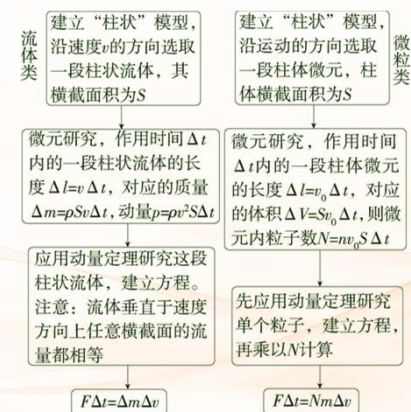 流体类
建立“柱状”模型,
沿速度v的方向选取
一段柱状流体，其
横截面积为S
微元研究，作用时间Δt
内的一段柱状流体的长
度Δl=vΔt，对应的质量
Δm=ρSvΔt，动量p=ρv²SΔt
应用动量定理研究这段
柱状流体，建立方程。
注意：流体垂直于速度
方向上任意横截面的流
量都相等
FΔt=ΔmΔv
微粒类
建立“柱状”模型,
沿运动的方向选取
一段柱体微元，柱
体横截面积为S
微元研究，作用时间
Δt内的一段柱体微元
的长度Δl=v₀Δt，对应
的体积ΔV=Sv₀Δt，则微
元内粒子数N=nv₀SΔt
先应用动量定理研究
单个粒子，建立方程，
再乘以N计算
FΔt=NmΔv